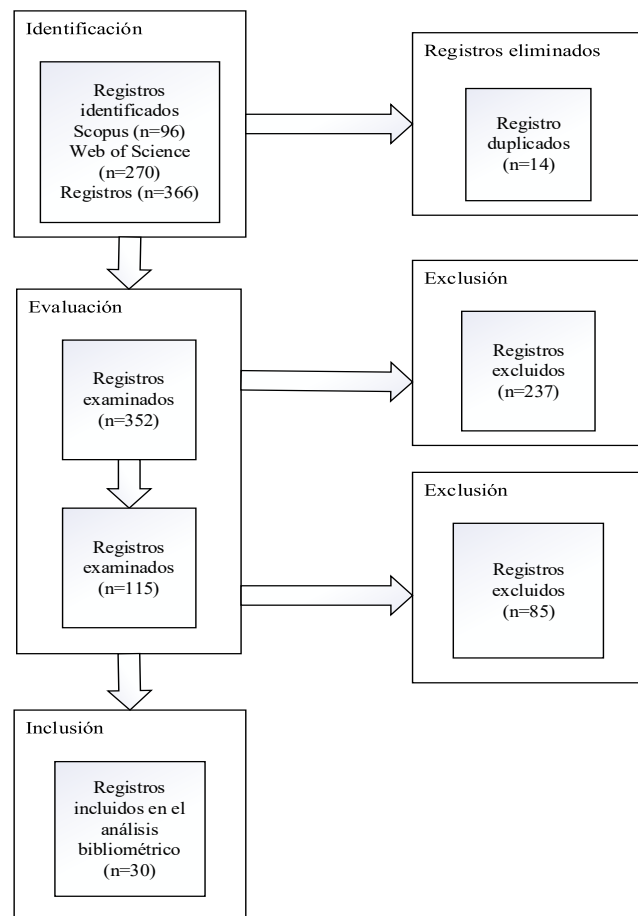 Identificación
Registros
identificados
Scopus (n=96)
Web of Science
(n=270)
Registros (n=366)
Registros eliminados
Registro
duplicados
(n=14)
Evaluación
Registros
examinados
(n=352)
Exclusión
Registros
excluidos
(n=237)
Registros
examinados
(n=115)
Exclusión
Registros
excluidos
(n=85)
Inclusión
Registros
incluidos en el
análisis
bibliométrico
(n=30)